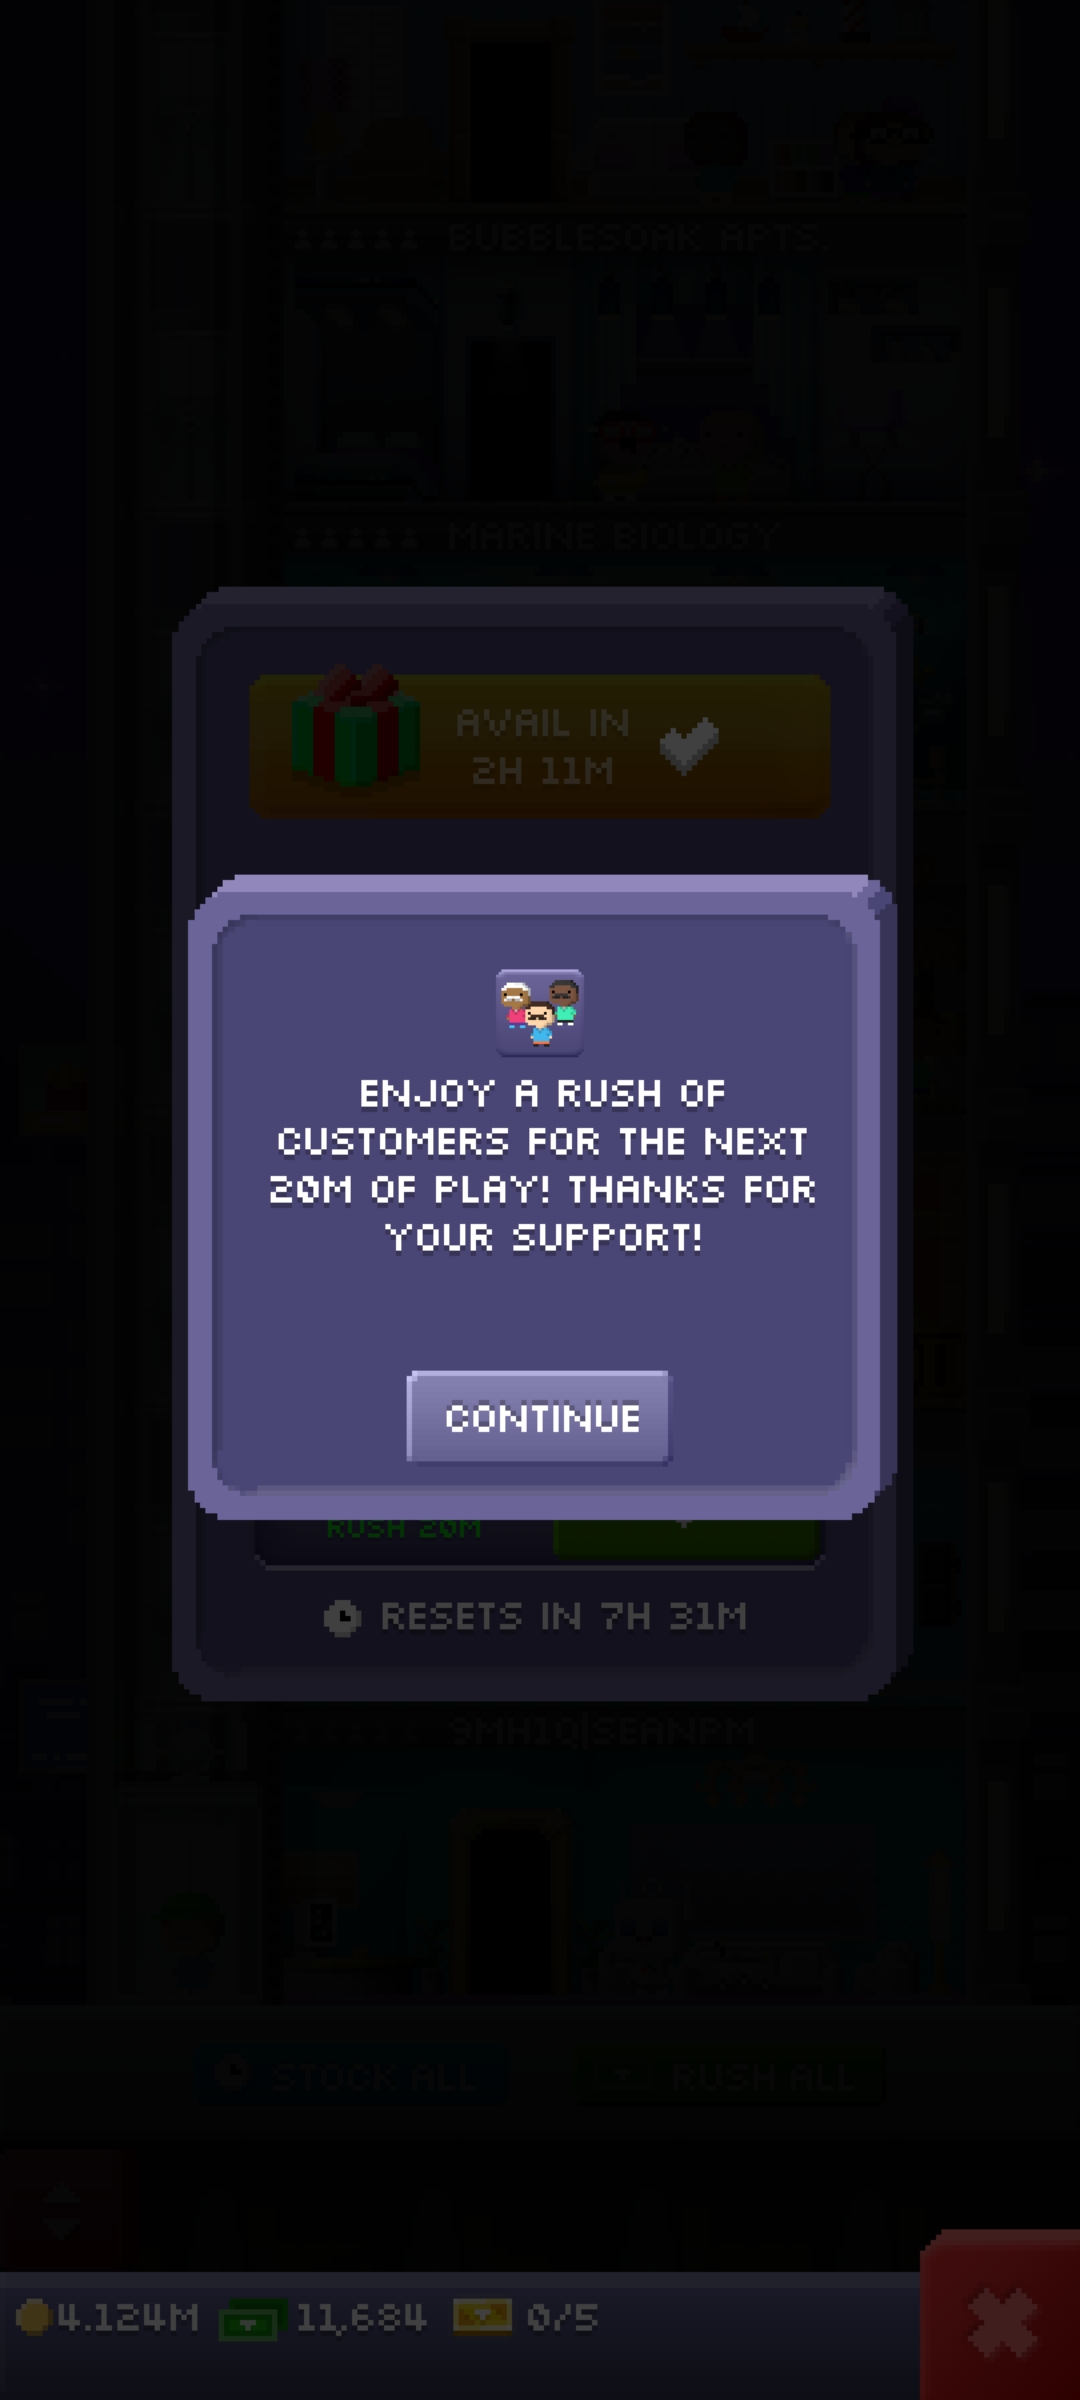 BUBBLESOAK APTS.
MARINE BIOLOGY
AVAIL IN
2H 11M
ENJOY A RUSH OF
CUSTOMERS FOR THE NEXT
20M OF PLAY! THANKS FOR
YOUR SUPPORT!
CONTINUE
RUSH 20M
RESETS IN 7H 31M
9MH1Q|SEANPM
STOCK ALL
RUSH ALL
4.124M 11,684 0/5